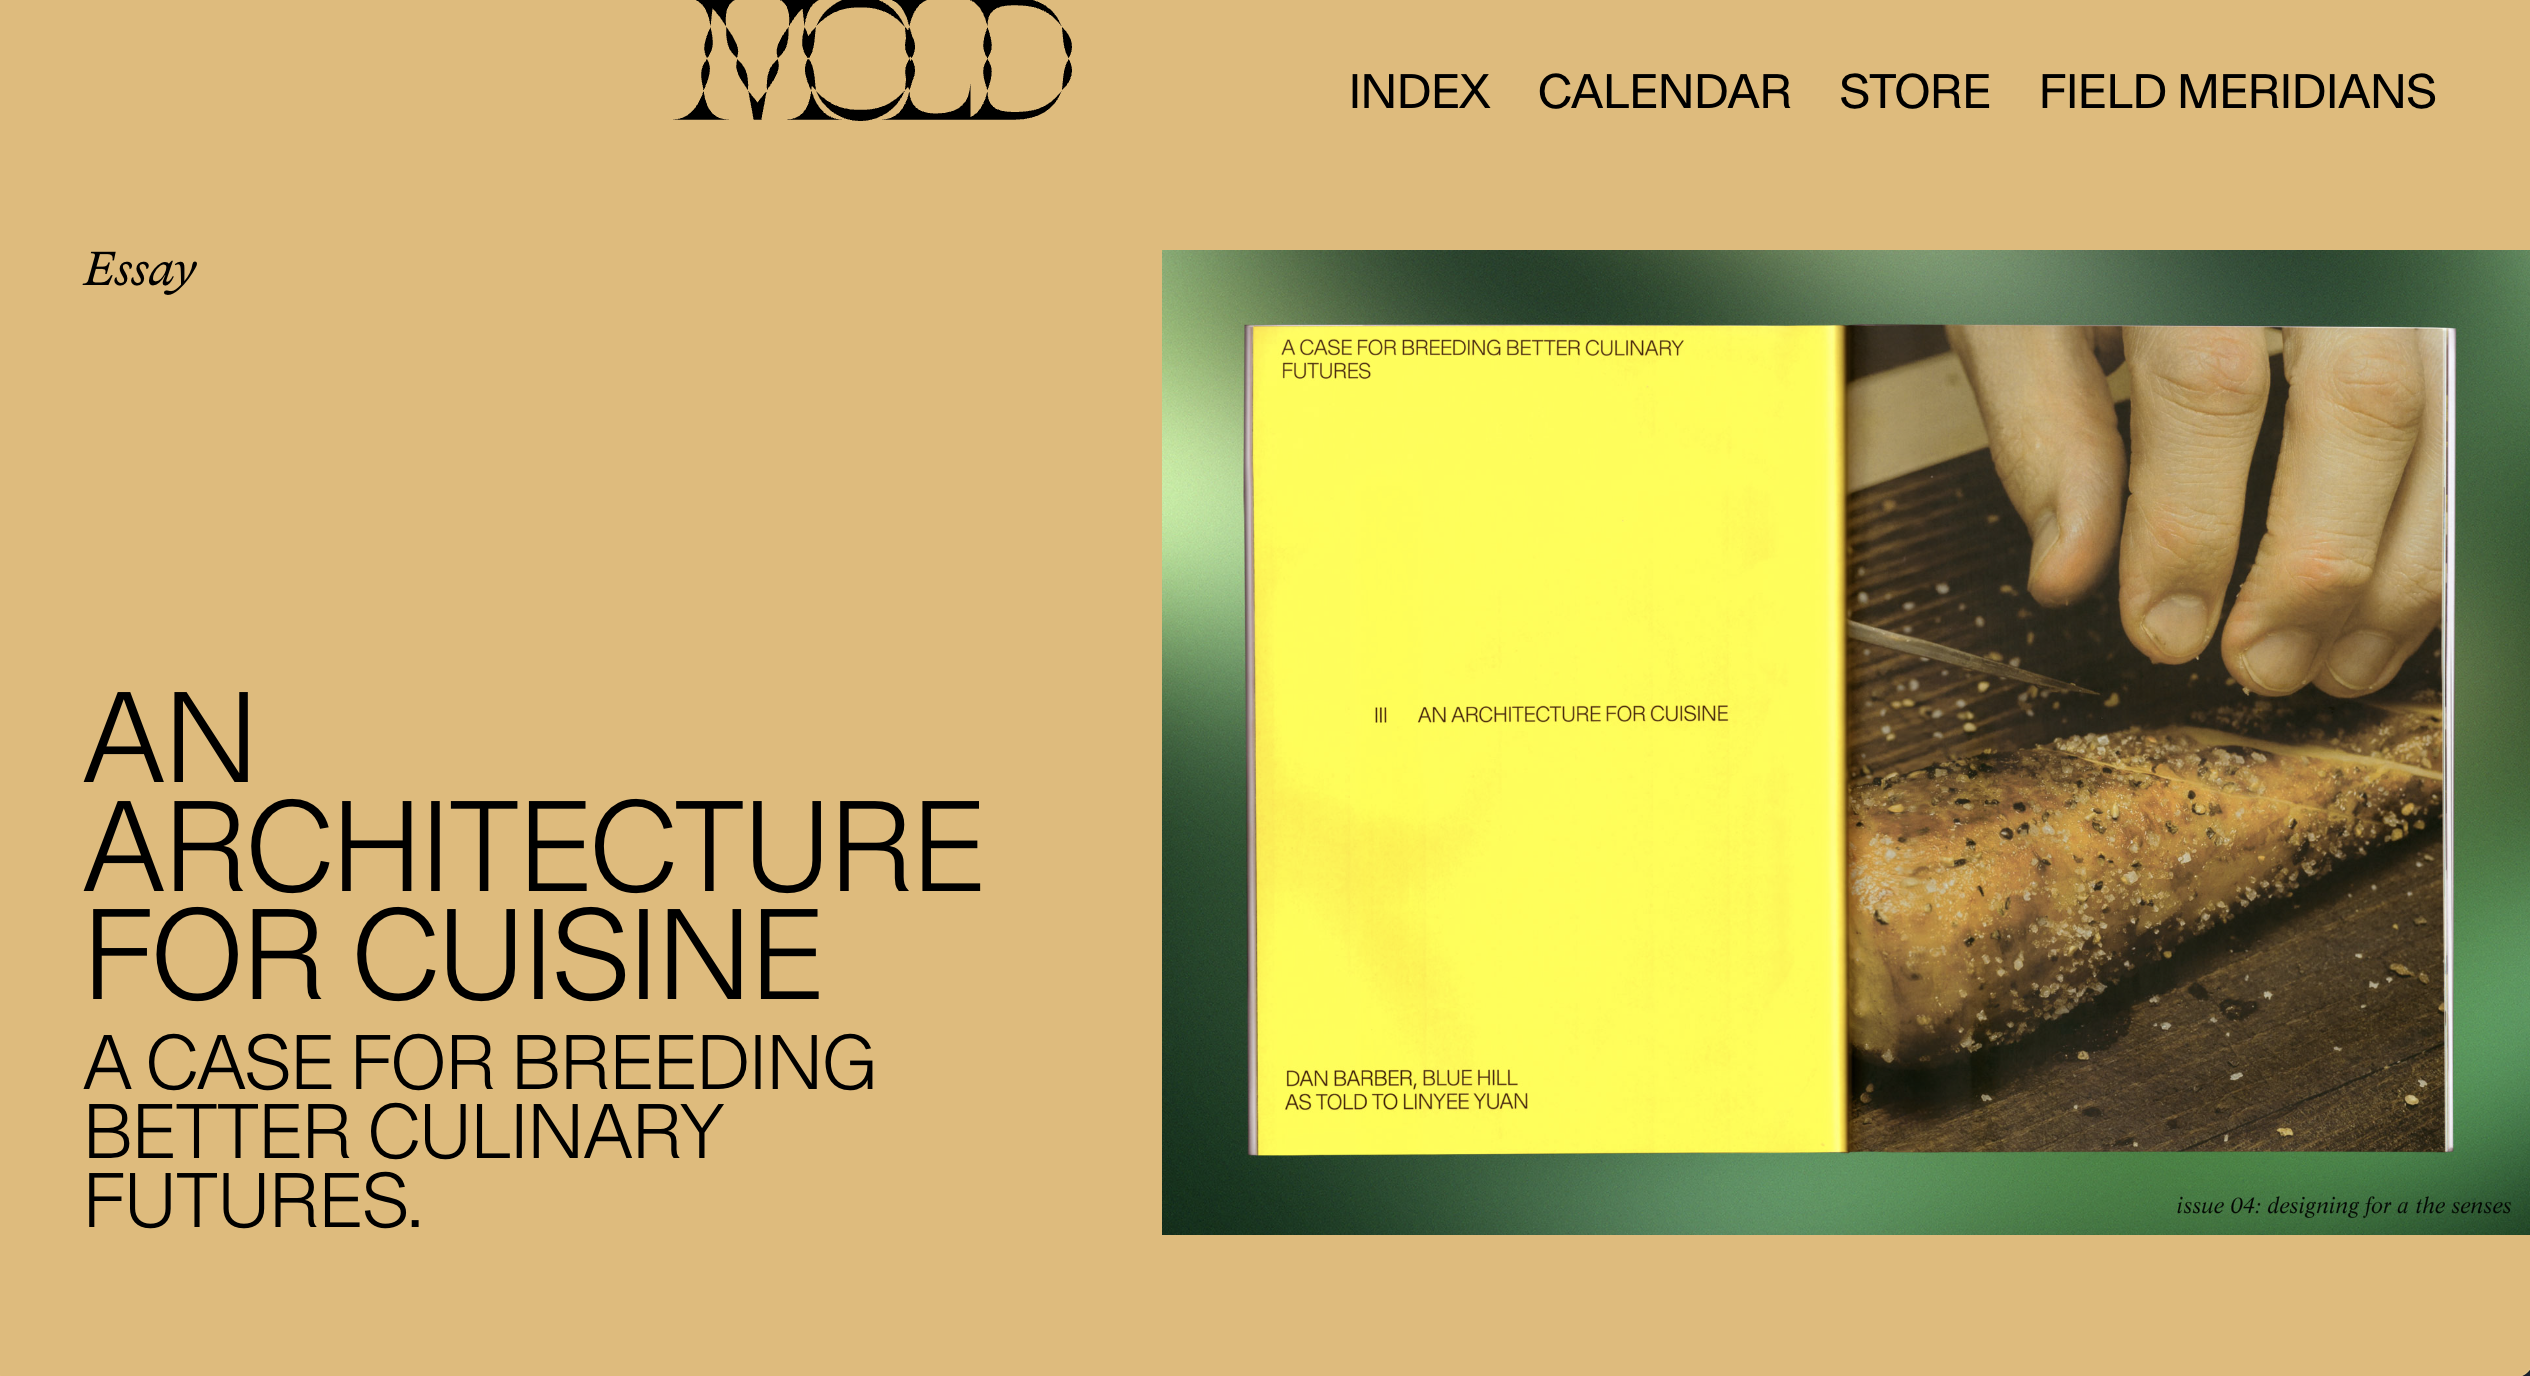 MOLD
INDEX CALENDAR STORE FIELD MERIDIANS
Essay
AN
ARCHITECTURE
FOR CUISINE
A CASE FOR BREEDING
BETTER CULINARY
FUTURES.
A CASE FOR BREEDING BETTER CULINARY
FUTURES
III AN ARCHITECTURE FOR CUISINE
DAN BARBER, BLUE HILL
AS TOLD TO LINYEE YUAN
issue 04: designing for a the senses